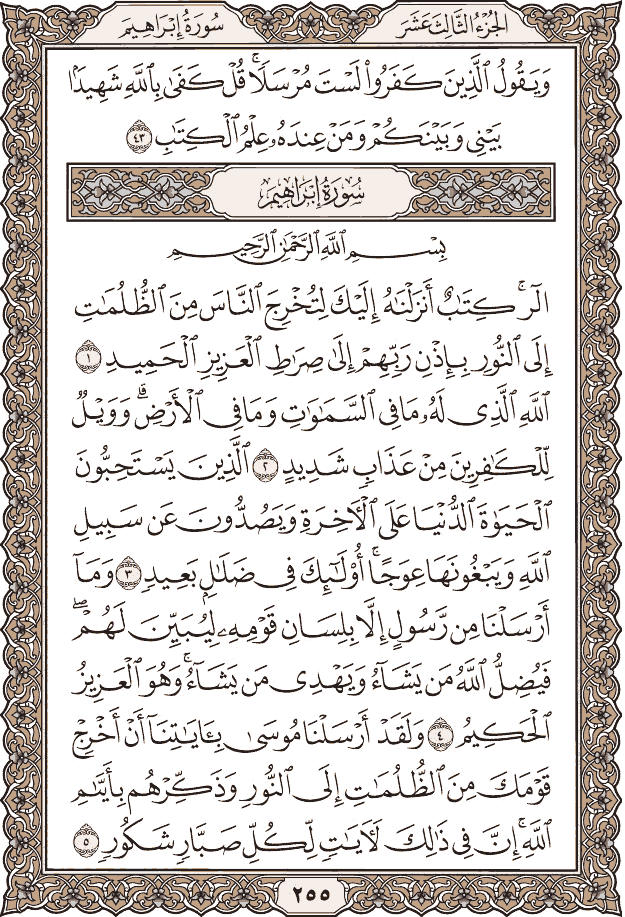 الجُزْءُ الثَّالِثَ عَشَرَ
سُورَةُ إِبْرَاهِيمَ
وَيَقُولُ ٱلَّذِينَ كَفَرُواْ لَسۡتَ مُرۡسَلٗاۚ قُلۡ كَفَىٰ بِٱللَّهِ شَهِيدَۢا
بَيۡنِي وَبَيۡنَكُمۡ وَمَنۡ عِندَهُۥ عِلۡمُ ٱلۡكِتَٰبِ ٤٣
سُورَةُ إِبْرَاهِيمَ
بِسۡمِ ٱللَّهِ ٱلرَّحۡمَٰنِ ٱلرَّحِيمِ
الٓرۚ كِتَٰبٌ أَنزَلۡنَٰهُ إِلَيۡكَ لِتُخۡرِجَ ٱلنَّاسَ مِنَ ٱلظُّلُمَٰتِ
إِلَى ٱلنُّورِ بِإِذۡنِ رَبِّهِمۡ إِلَىٰ صِرَٰطِ ٱلۡعَزِيزِ ٱلۡحَمِيدِ ١
ٱللَّهِ ٱلَّذِي لَهُۥ مَا فِي ٱلسَّمَٰوَٰتِ وَمَا فِي ٱلۡأَرۡضِۗ وَوَيۡلٞ
لِّلۡكَٰفِرِينَ مِنۡ عَذَابٖ شَدِيدٍ ٢ ٱلَّذِينَ يَسۡتَحِبُّونَ
ٱلۡحَيَوٰةَ ٱلدُّنۡيَا عَلَى ٱلۡأٓخِرَةِ وَيَصُدُّونَ عَن سَبِيلِ
ٱللَّهِ وَيَبۡغُونَهَا عِوَجًاۚ أُوْلَٰٓئِكَ فِي ضَلَٰلِۭ بَعِيدٖ ٣ وَمَآ
أَرۡسَلۡنَا مِن رَّسُولٍ إِلَّا بِلِسَانِ قَوۡمِهِۦ لِيُبَيِّنَ لَهُمۡۖ
فَيُضِلُّ ٱللَّهُ مَن يَشَآءُ وَيَهۡدِي مَن يَشَآءُۚ وَهُوَ ٱلۡعَزِيزُ
ٱلۡحَكِيمُ ٤ وَلَقَدۡ أَرۡسَلۡنَا مُوسَىٰ بِـَٔايَٰتِنَآ أَنۡ أَخۡرِجۡ
قَوۡمَكَ مِنَ ٱلظُّلُمَٰتِ إِلَى ٱلنُّورِ وَذَكِّرۡهُم بِأَيَّىٰمِ
ٱللَّهِۚ إِنَّ فِي ذَٰلِكَ لَأٓيَٰتٖ لِّكُلِّ صَبَّارٖ شَكُورٖ ٥
٢٥٥